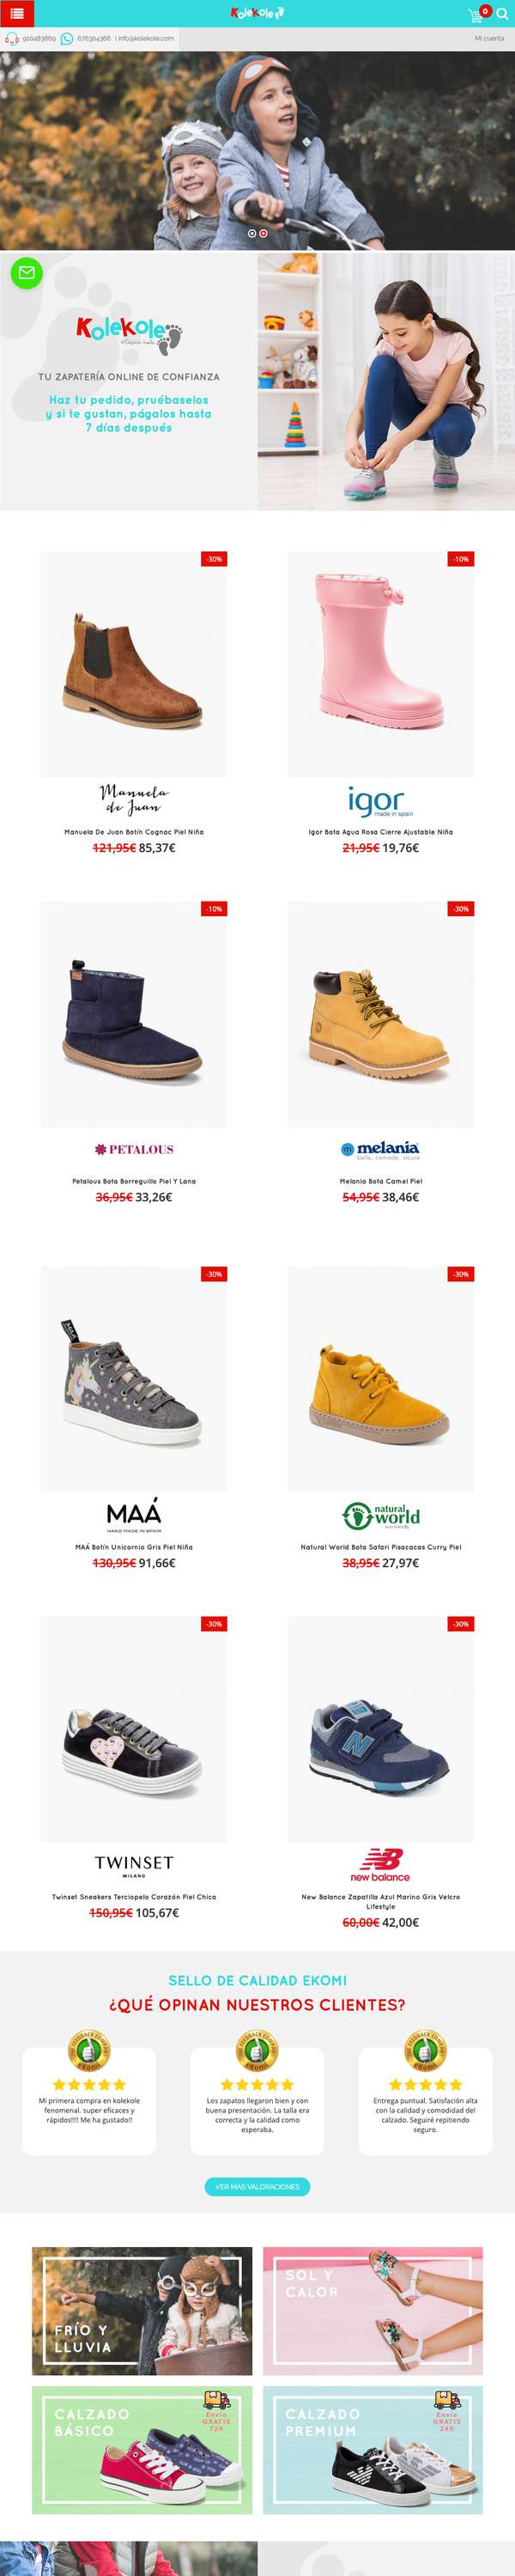 Kolekole
0
910483869
676304366
| info@kolekole.com
Mi cuenta
Kolekole
TU ZAPATERÍA ONLINE DE CONFIANZA
Haz tu pedido, pruébaselos
y si te gustan, págalos hasta
7 días después
-30%
-10%
Manuela
de Juan
igor
made in spain
Manuela De Juan Botín Cognac Piel Niña
Igor Bota Agua Rosa Cierre Ajustable Niña
121,95€ 85,37€
21,95€ 19,76€
-10%
-30%
PETALOUS
melania
Petalous Bota Borreguillo Piel Y Lana
Melania Bota Camel Piel
36,95€ 33,26€
54,95€ 38,46€
-30%
-30%
MAÁ
HAND MADE IN SPAIN
natural
world
eco friendly
MAÁ Botín Unicornio Gris Piel Niña
Natural World Bota Safari Pisacacas Curry Piel
130,95€ 91,66€
38,95€ 27,97€
-30%
-30%
TWINSET
MILANO
new balance
Twinset Sneakers Terciopelo Corazón Piel Chica
New Balance Zapatilla Azul Marino Gris Velcro
Lifestyle
150,95€ 105,67€
60,00€ 42,00€
SELLO DE CALIDAD EKOMI
¿QUÉ OPINAN NUESTROS CLIENTES?
Mi primera compra en kolekole
fenomenal. super eficaces y
rápidos!!!! Me ha gustado!!
Los zapatos llegaron bien y con
buena presentación. La talla era
correcta y la calidad como
esperaba.
Entrega puntual. Satisfación alta
con la calidad y comodidad del
calzado. Seguiré repitiendo
seguro.
VER MÁS VALORACIONES
FRÍO Y
LLUVIA
SOL Y
CALOR
CALZADO
BÁSICO
Envío
GRATIS
72H
CALZADO
PREMIUM
Envío
GRATIS
24H